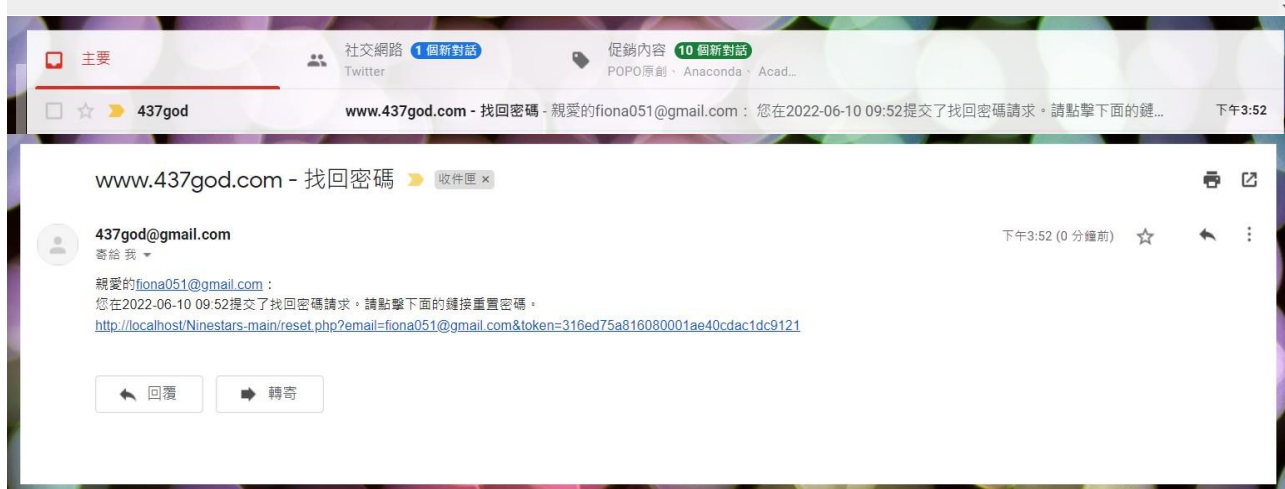 主要
社交網路 1 個新對話
Twitter
促銷內容 10 個新對話
POPO原創、 Anaconda、 Acad...
437god www.437god.com - 找回密碼 - 親愛的fiona051@gmail.com： 您在2022-06-10 09:52提交了找回密碼請求。請點擊下面的鏈... 下午3:52
www.437god.com - 找回密碼 收件匣 ×
437god@gmail.com 下午3:52 (0 分鐘前)
寄給 我
親愛的fiona051@gmail.com：
您在2022-06-10 09:52提交了找回密碼請求。請點擊下面的鏈接重置密碼。
http://localhost/Ninestars-main/reset.php?email=fiona051@gmail.com&token=316ed75a816080001ae40cdac1dc9121
回覆 轉寄